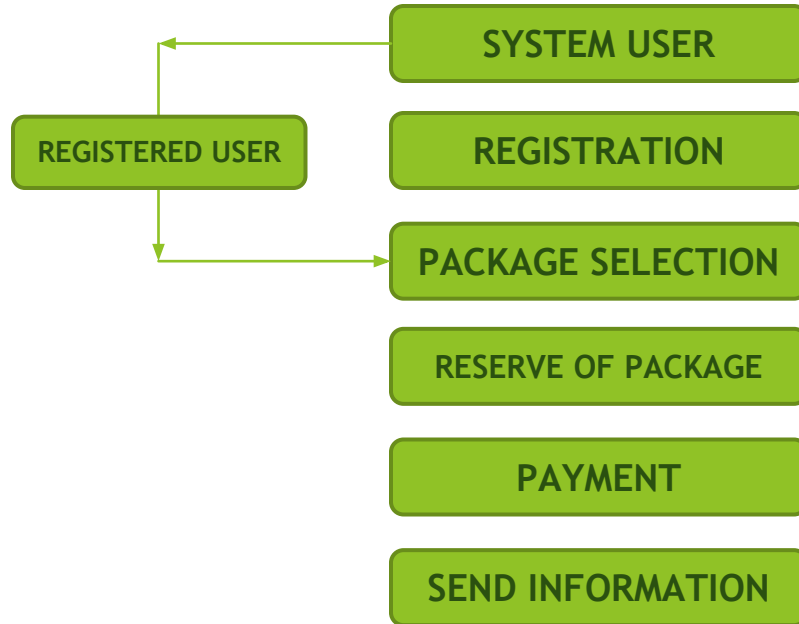 SYSTEM USER
REGISTERED USER
REGISTRATION
PACKAGE SELECTION
RESERVE OF PACKAGE
PAYMENT
SEND INFORMATION